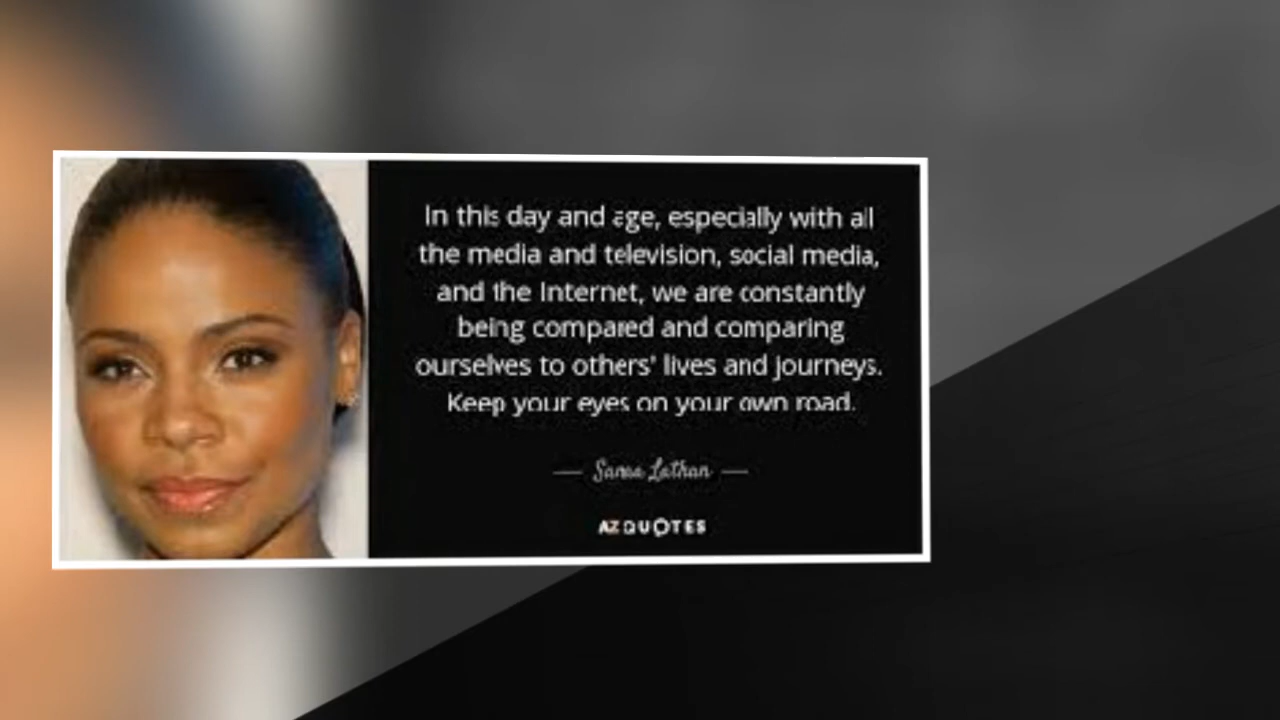 In this day and age, especially with all
the media and television, social media,
and the Internet, we are constantly
being compared and comparing
ourselves to others' lives and journeys.
Keep your eyes on your own road.
Sanaa Lathan
AZQUOTES